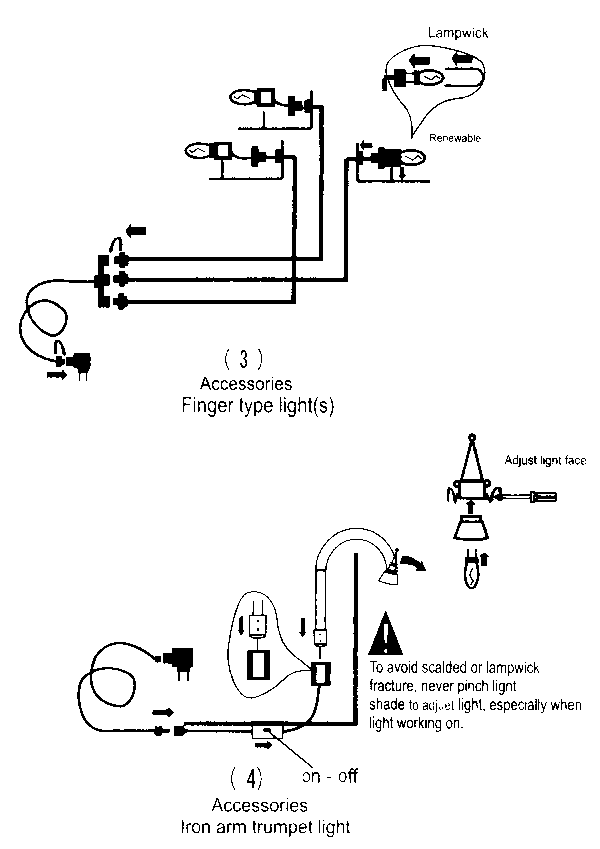 Lampwick
Renewable
( 3 )
Accessories
Finger type light(s)
Adjust light face
To avoid scalded or lampwick
fracture, never pinch light
shade to adjust light, especially when
light working on.
on - off
( 4 )
Accessories
Iron arm trumpet light